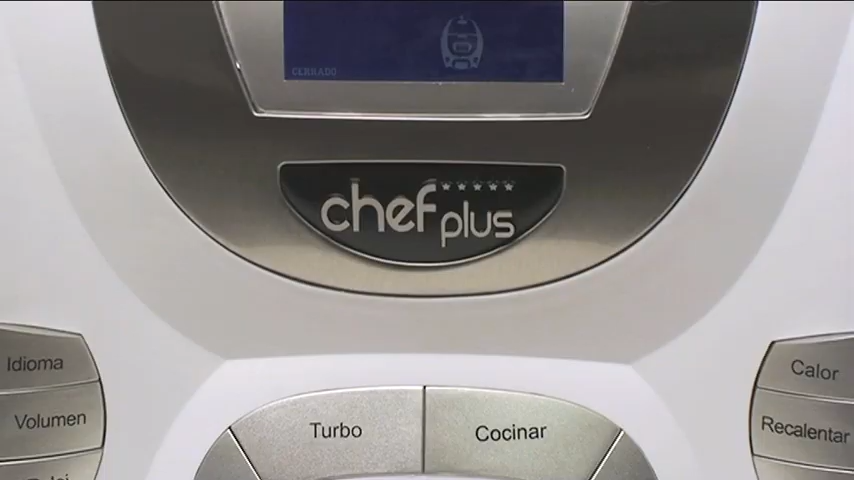 CERRADO
chef plus
Idioma
Volumen
Turbo
Cocinar
Calor
Recalentar